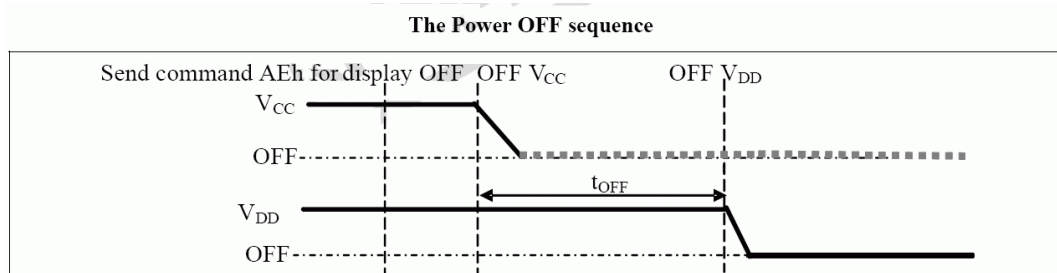 The Power OFF sequence
Send command AEh for display OFF OFF VCC OFF VDD
VCC
OFF
tOFF
VDD
OFF